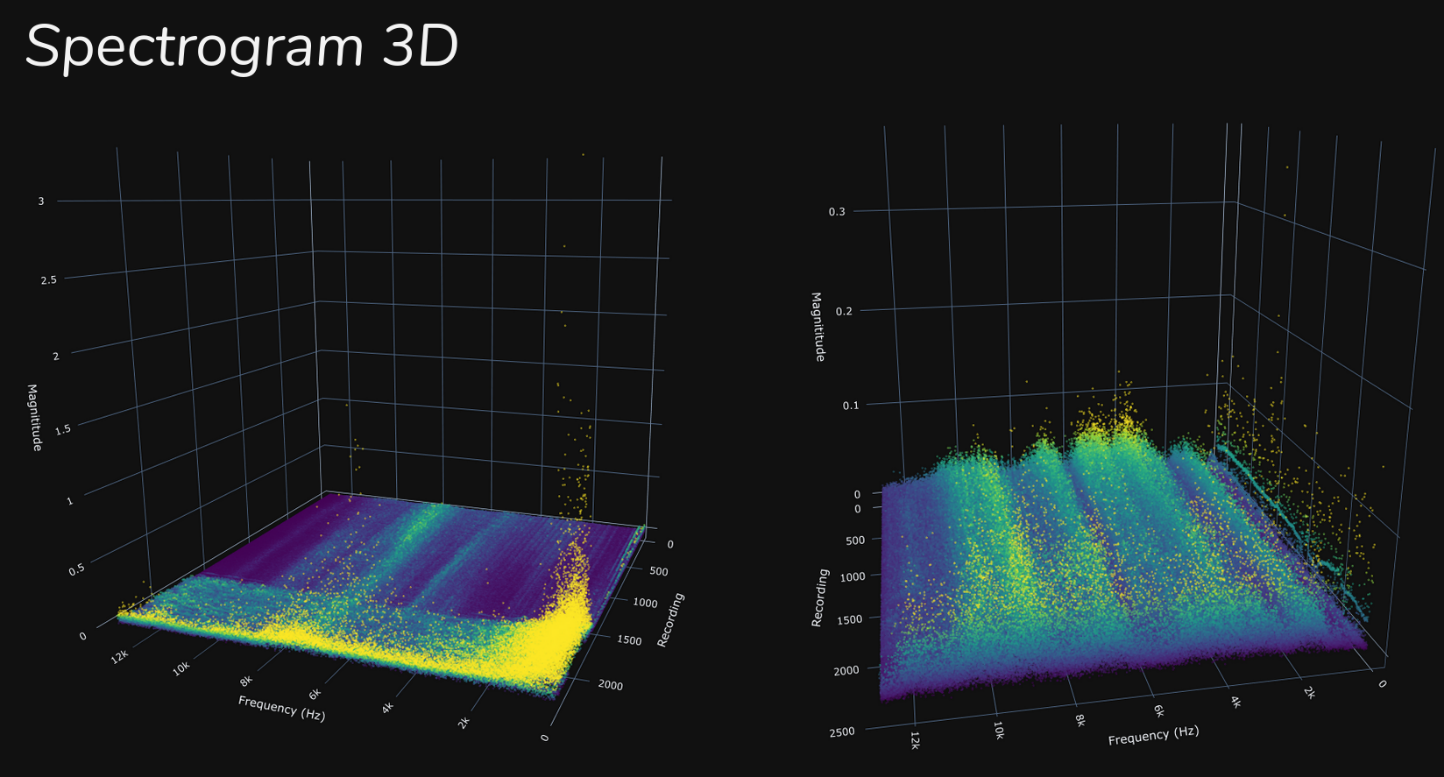 Spectrogram 3D
3
2.5
2
1.5
1
0.5
0
Magnititude
12k
10k
8k
6k
4k
2k
0
Frequency (Hz)
0
500
1000
1500
2000
Recording
0.3
0.2
0.1
0
Magnititude
0
500
1000
1500
2000
2500
Recording
12k
10k
8k
6k
4k
2k
0
Frequency (Hz)